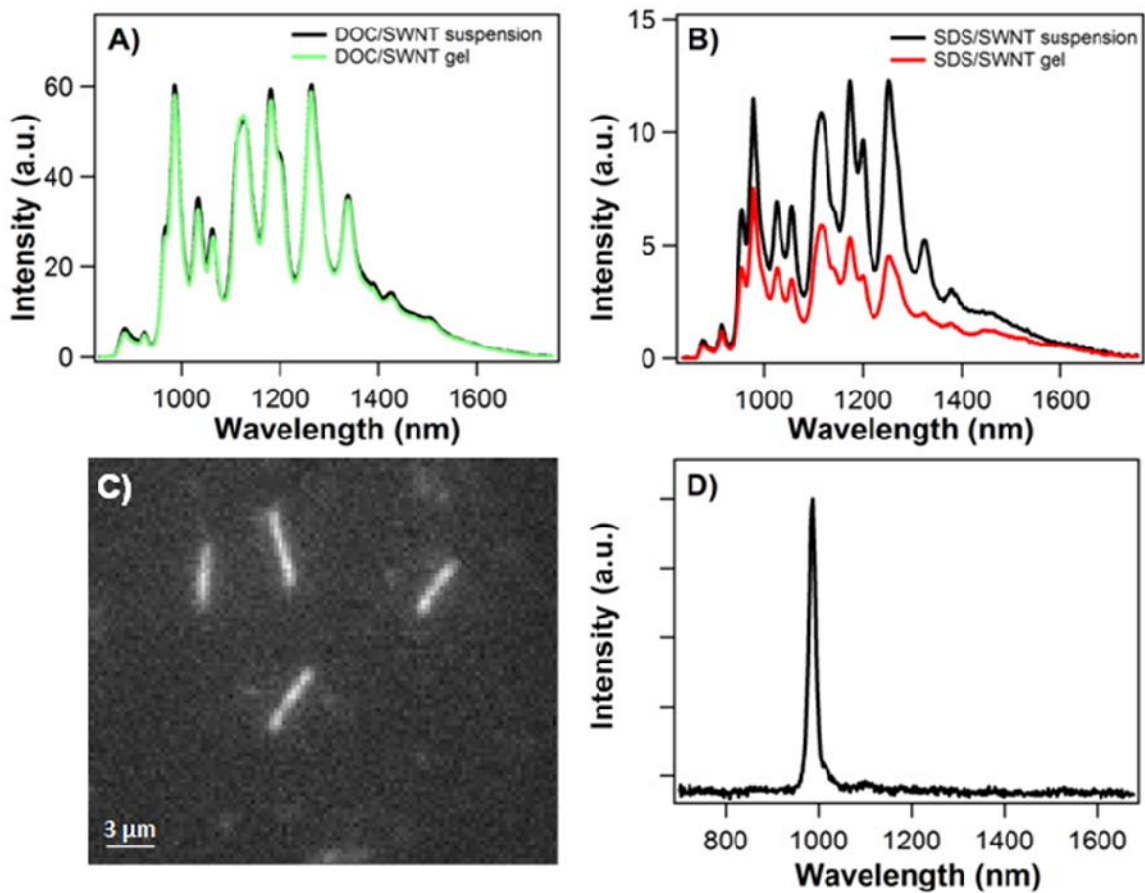 A)
DOC/SWNT suspension
DOC/SWNT gel
60
40
20
0
Intensity (a.u.)
1000 1200 1400 1600
Wavelength (nm)
B)
SDS/SWNT suspension
SDS/SWNT gel
15
10
5
0
Intensity (a.u.)
1000 1200 1400 1600
Wavelength (nm)
C)
3 µm
D)
Intensity (a.u.)
800 1000 1200 1400 1600
Wavelength (nm)